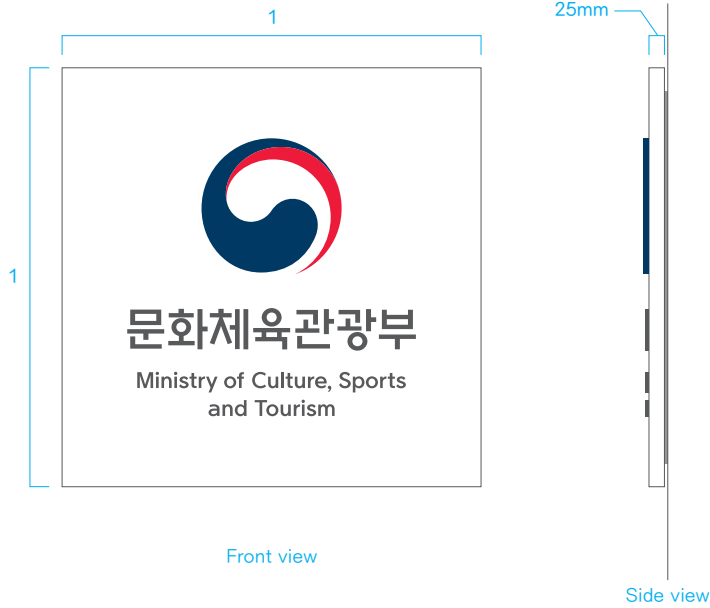 1
25mm
1
문화체육관광부
Ministry of Culture, Sports
and Tourism
Front view
Side view